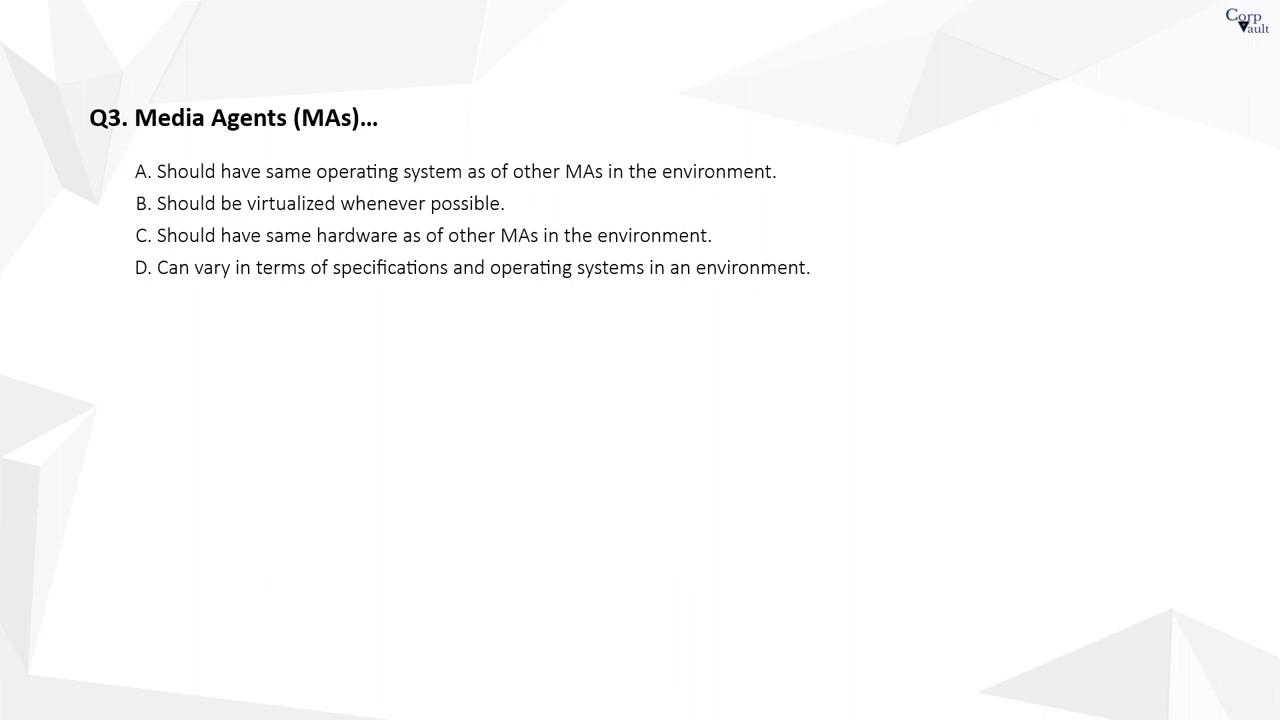 Corp
Vault
Q3. Media Agents (MAs)...
A. Should have same operating system as of other MAs in the environment.
B. Should be virtualized whenever possible.
C. Should have same hardware as of other MAs in the environment.
D. Can vary in terms of specifications and operating systems in an environment.